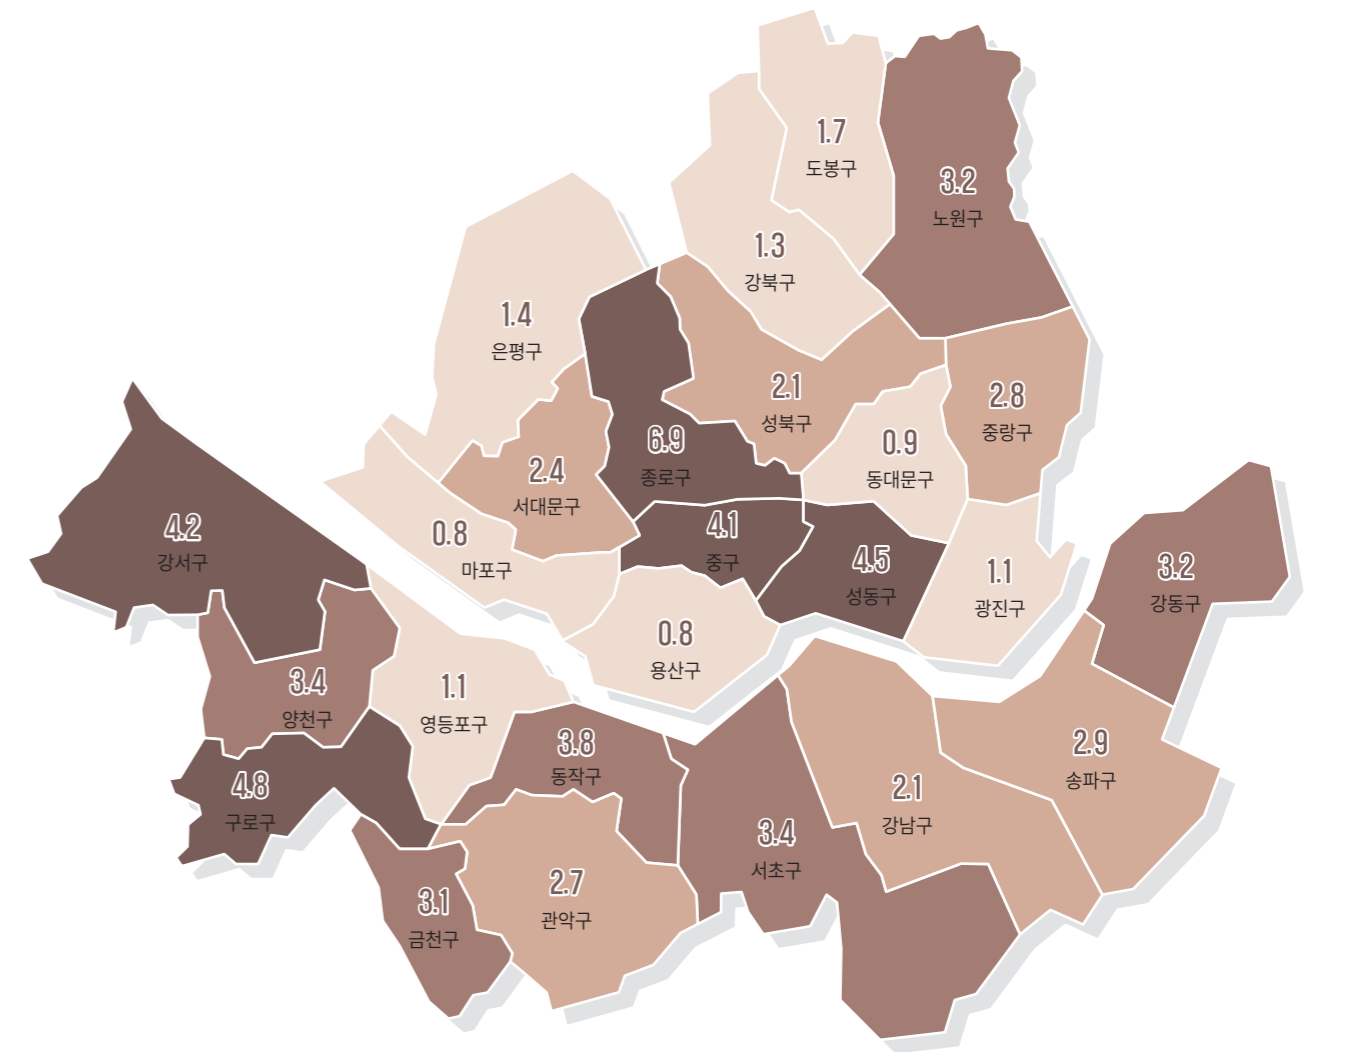 1.7
도봉구
3.2
노원구
1.3
강북구
1.4
은평구
2.1
성북구
2.8
중랑구
6.9
종로구
0.9
동대문구
2.4
서대문구
0.8
마포구
4.1
중구
4.5
성동구
1.1
광진구
3.2
강동구
4.2
강서구
0.8
용산구
3.4
양천구
1.1
영등포구
3.8
동작구
2.9
송파구
4.8
구로구
2.1
강남구
3.4
서초구
2.7
관악구
3.1
금천구